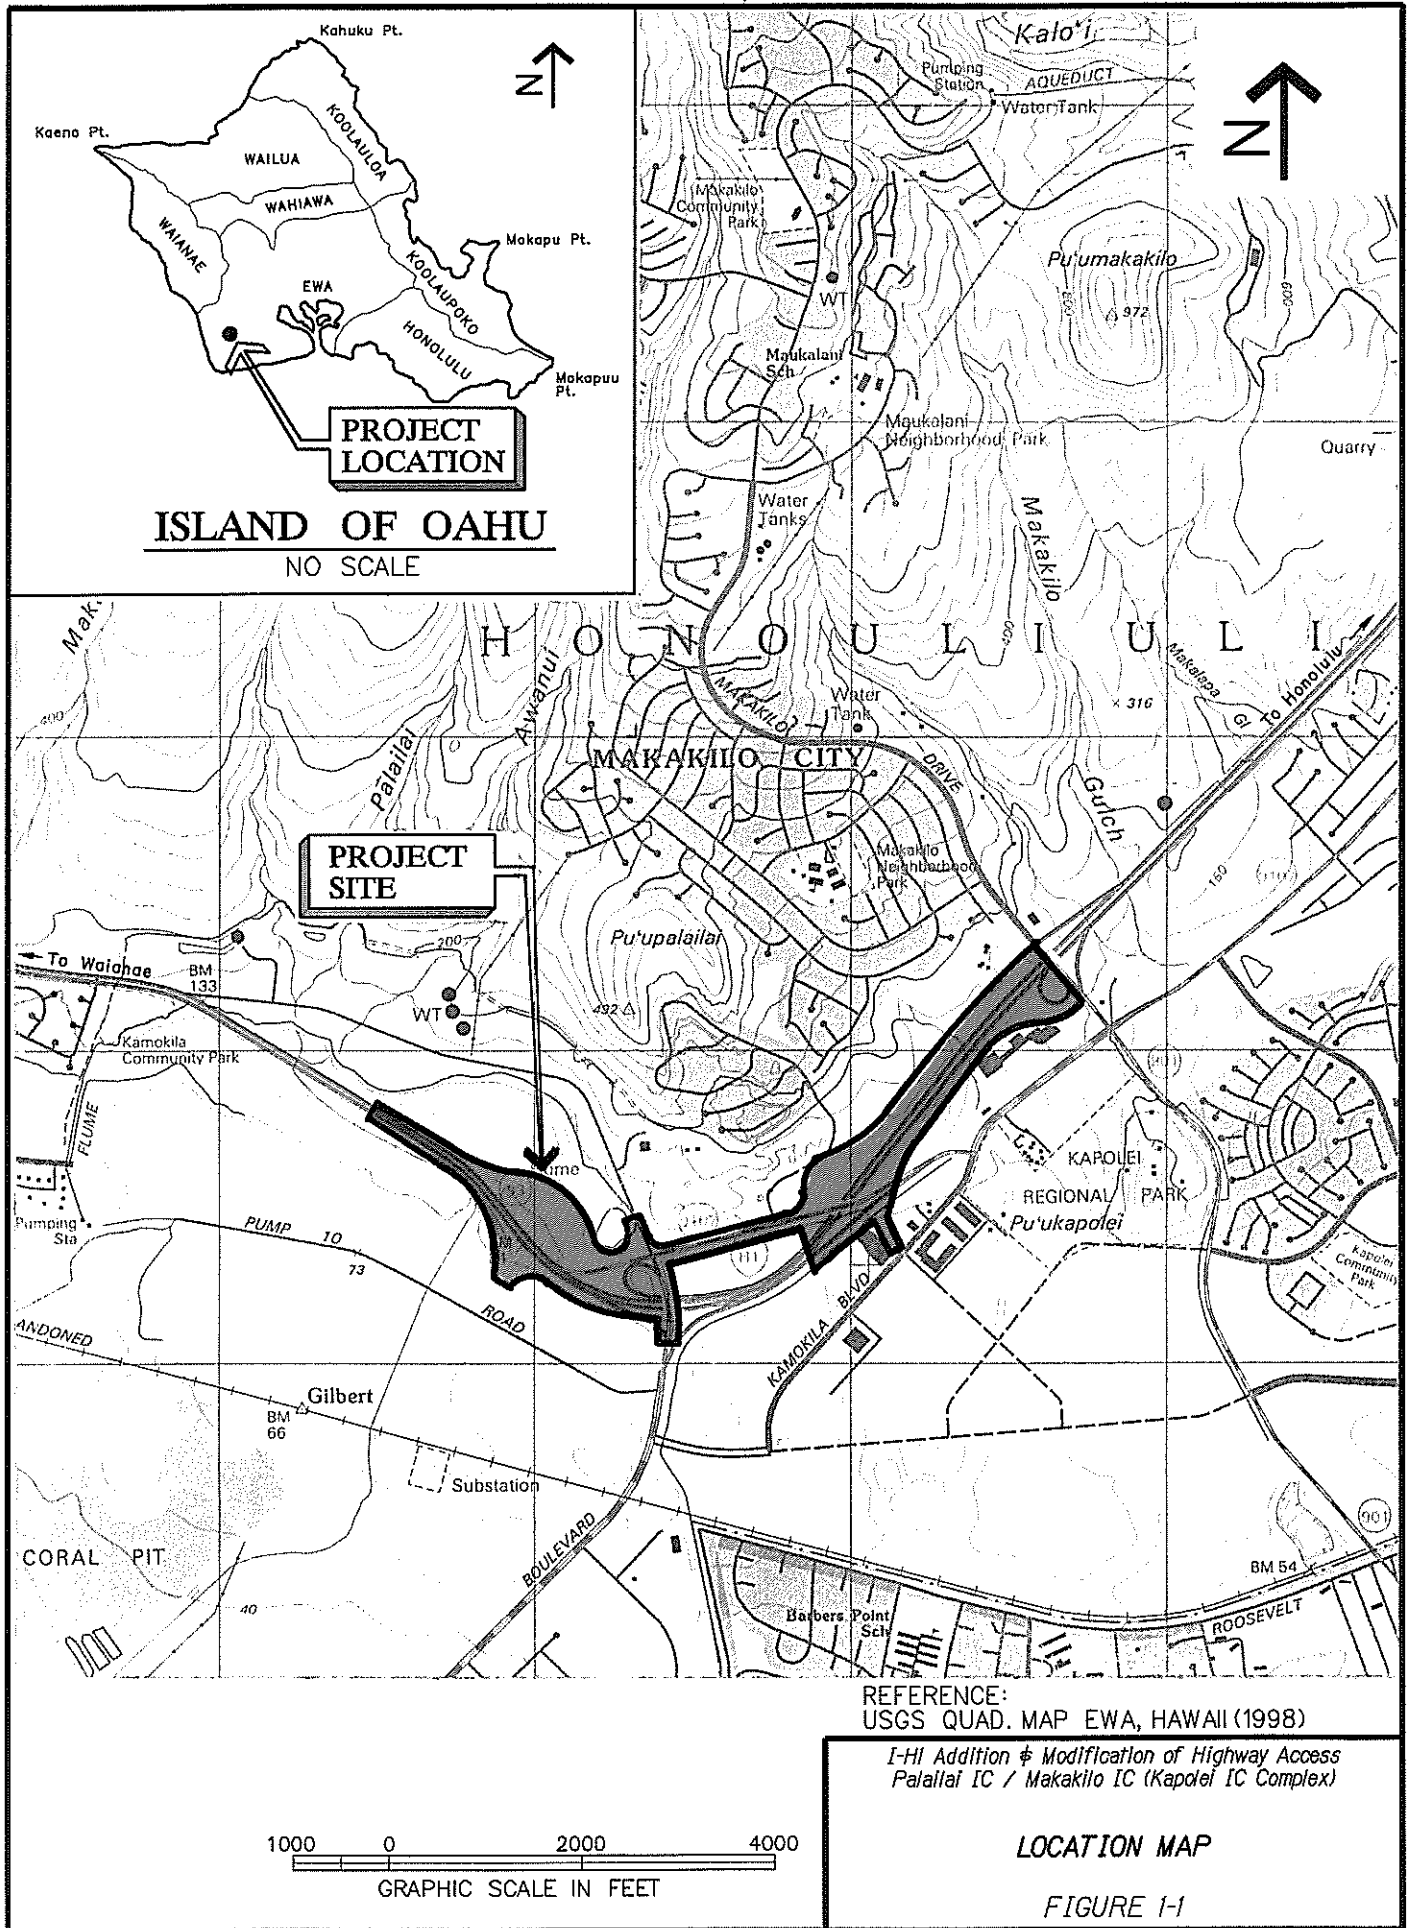 Kahuku Pt.
N
Kaena Pt.
KOOLAULOA
WAILUA
WAHIAWA
WAIANAE
Mokapu Pt.
KOOLAUPOKO
EWA
HONOLULU
Makapuu
Pt.
PROJECT
LOCATION
ISLAND OF OAHU
NO SCALE
Kalo'i
Pumping
Station
AQUEDUCT
Water Tank
N
Makakilo
Community
Park
Pu'umakakilo
972
600
WT
Maukalani
Sch
Maukalani
Neighborhood Park
Quarry
Water
Tanks
Makakilo
HONOULIULI
Makalapa
Gl
To Honolulu
316
400
Palailai
Awanui
MAKAKILO
DRIVE
Water
Tank
MAKAKILO CITY
Gulch
PROJECT
SITE
Makakilo
Neighborhood
Park
160
Pu'upalailai
200
To Waianae
BM
133
WT
492
Kamokila
Community Park
FLUME
KAPOLEI
REGIONAL PARK
Pu'ukapolei
Pumping
Sta
PUMP
10
73
ROAD
Kapolei
Community
Park
KAMOKILA BLVD
ANDONED
Gilbert
BM
66
Substation
901
CORAL PIT
BOULEVARD
BM 54
40
Barbers Point
Sch
ROOSEVELT
REFERENCE:
USGS QUAD. MAP EWA, HAWAII (1998)
I-H1 Addition & Modification of Highway Access
Palailai IC / Makakilo IC (Kapolei IC Complex)
LOCATION MAP
FIGURE 1-1
1000 0 2000 4000
GRAPHIC SCALE IN FEET